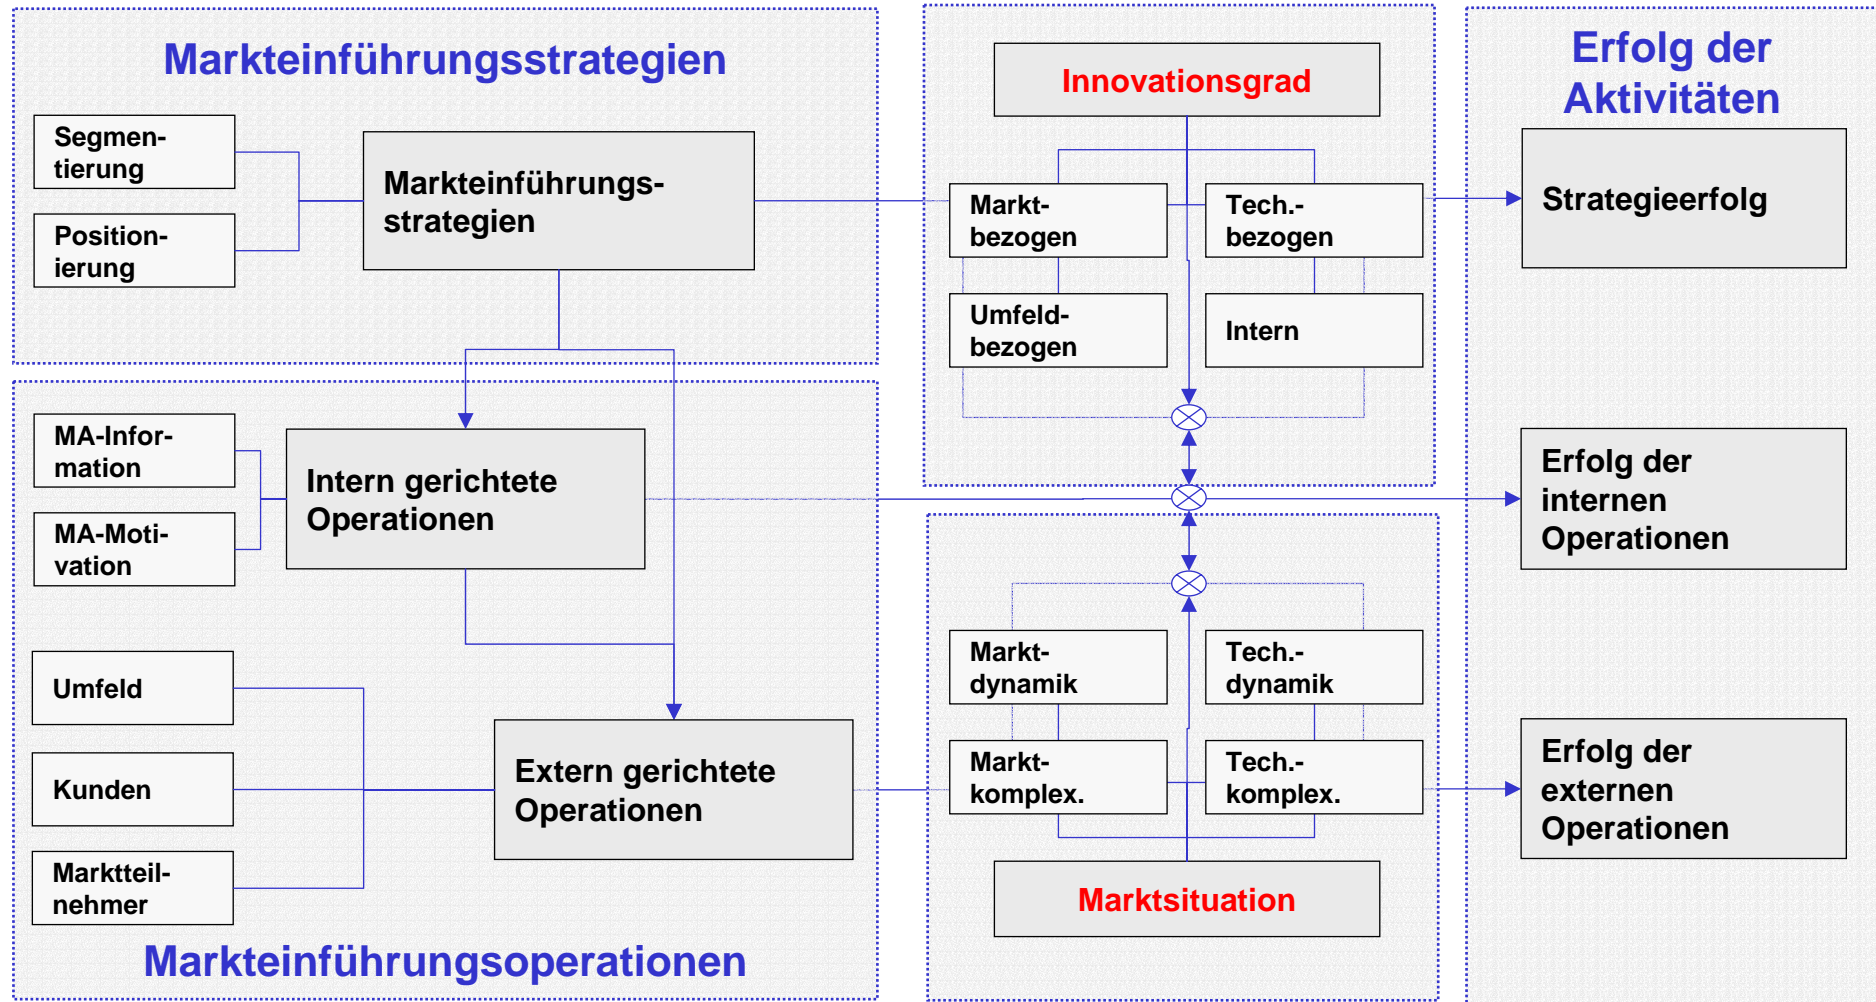 Markteinführungsstrategien
Segmen-
tierung
Position-
ierung
Markteinführungs-
strategien
MA-Infor-
mation
MA-Moti-
vation
Intern gerichtete
Operationen
Umfeld
Kunden
Marktteil-
nehmer
Extern gerichtete
Operationen
Markteinführungsoperationen
Innovationsgrad
Markt-
bezogen
Tech.-
bezogen
Umfeld-
bezogen
Intern
Markt-
dynamik
Tech.-
dynamik
Markt-
komplex.
Tech.-
komplex.
Marktsituation
Erfolg der
Aktivitäten
Strategieerfolg
Erfolg der
internen
Operationen
Erfolg der
externen
Operationen